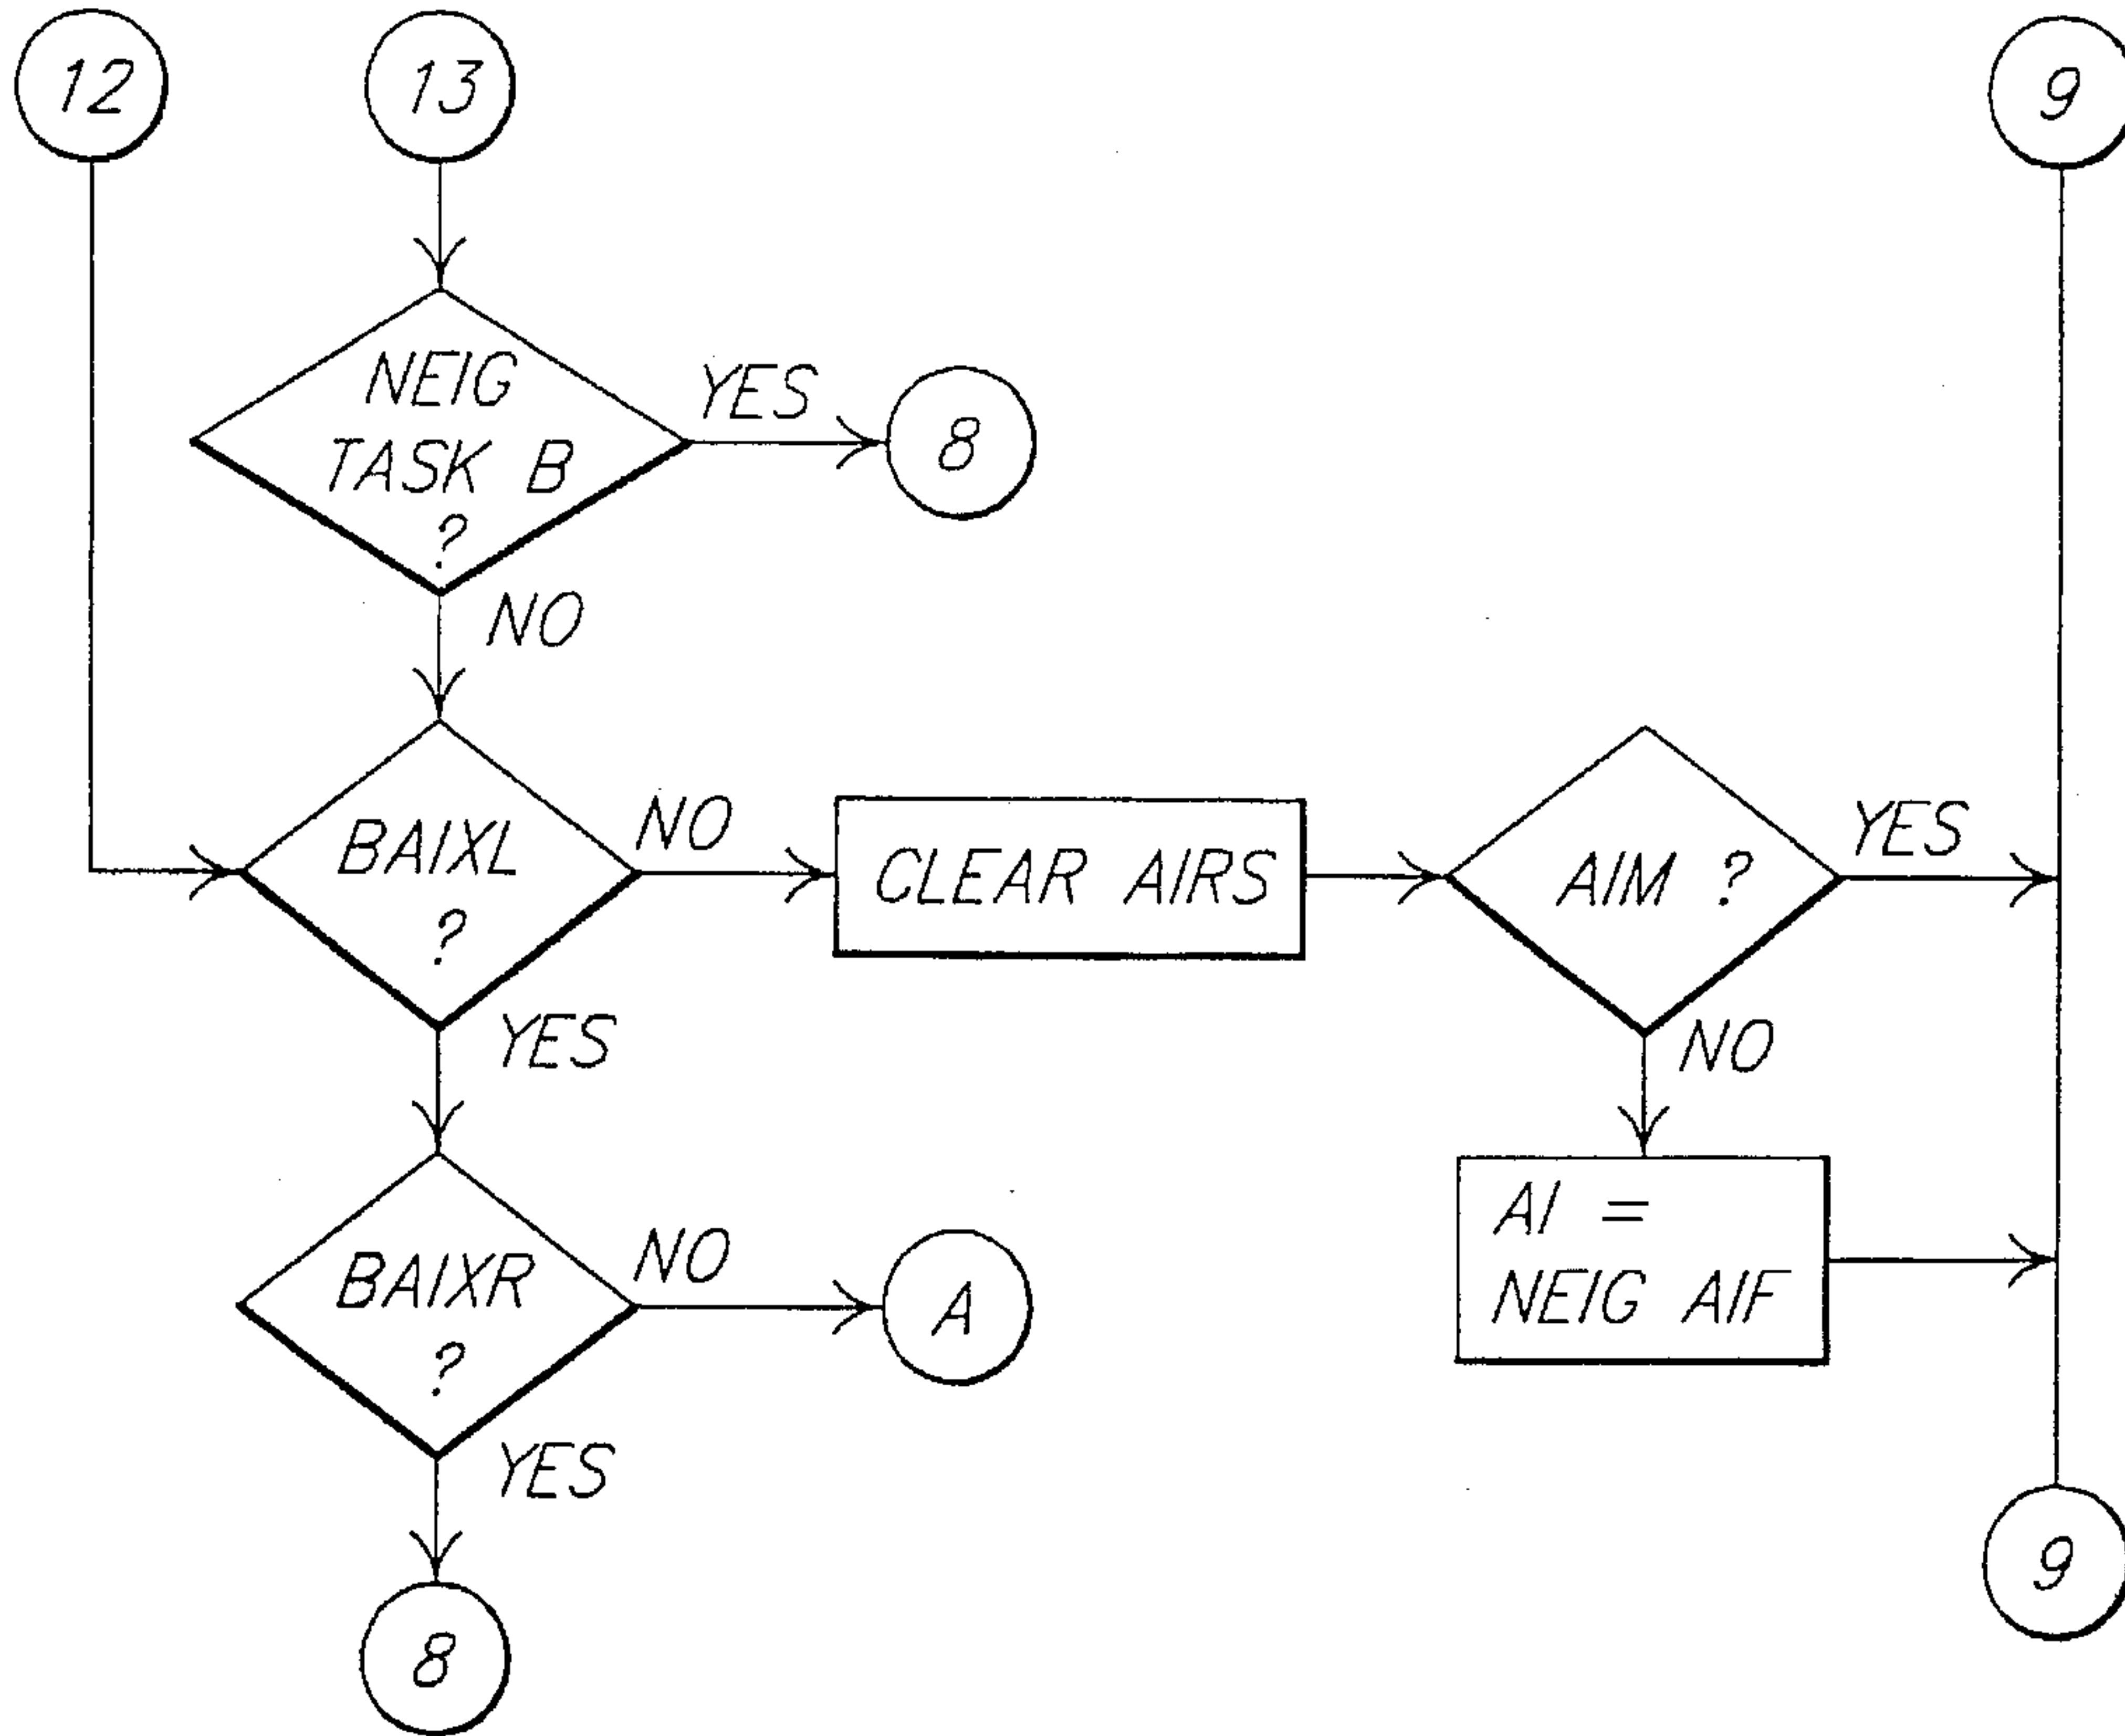 12
13
9
NEIG
TASK B
?
YES
8
NO
BAIXL
?
NO
CLEAR AIRS
AIM ?
YES
YES
NO
BAIXR
?
NO
A
AI =
NEIG AIF
YES
8
9